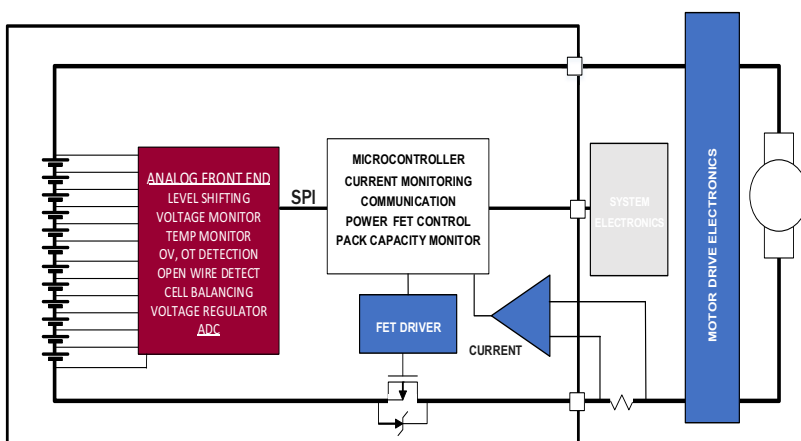 ANALOG FRONT END
LEVEL SHIFTING
VOLTAGE MONITOR
TEMP MONITOR
OV, OT DETECTION
OPEN WIRE DETECT
CELL BALANCING
VOLTAGE REGULATOR
ADC
SPI
MICROCONTROLLER
CURRENT MONITORING
COMMUNICATION
POWER FET CONTROL
PACK CAPACITY MONITOR
FET DRIVER
CURRENT
SYSTEM
ELECTRONICS
MOTOR DRIVE ELECTRONICS